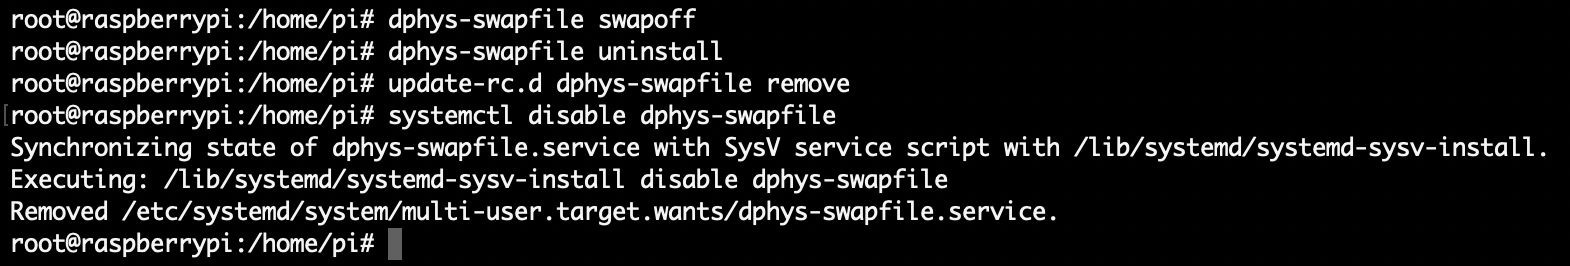 root@raspberrypi:/home/pi# dphys-swapfile swapoff
root@raspberrypi:/home/pi# dphys-swapfile uninstall
root@raspberrypi:/home/pi# update-rc.d dphys-swapfile remove
[root@raspberrypi:/home/pi# systemctl disable dphys-swapfile
Synchronizing state of dphys-swapfile.service with SysV service script with /lib/systemd/systemd-sysv-install.
Executing: /lib/systemd/systemd-sysv-install disable dphys-swapfile
Removed /etc/systemd/system/multi-user.target.wants/dphys-swapfile.service.
root@raspberrypi:/home/pi#